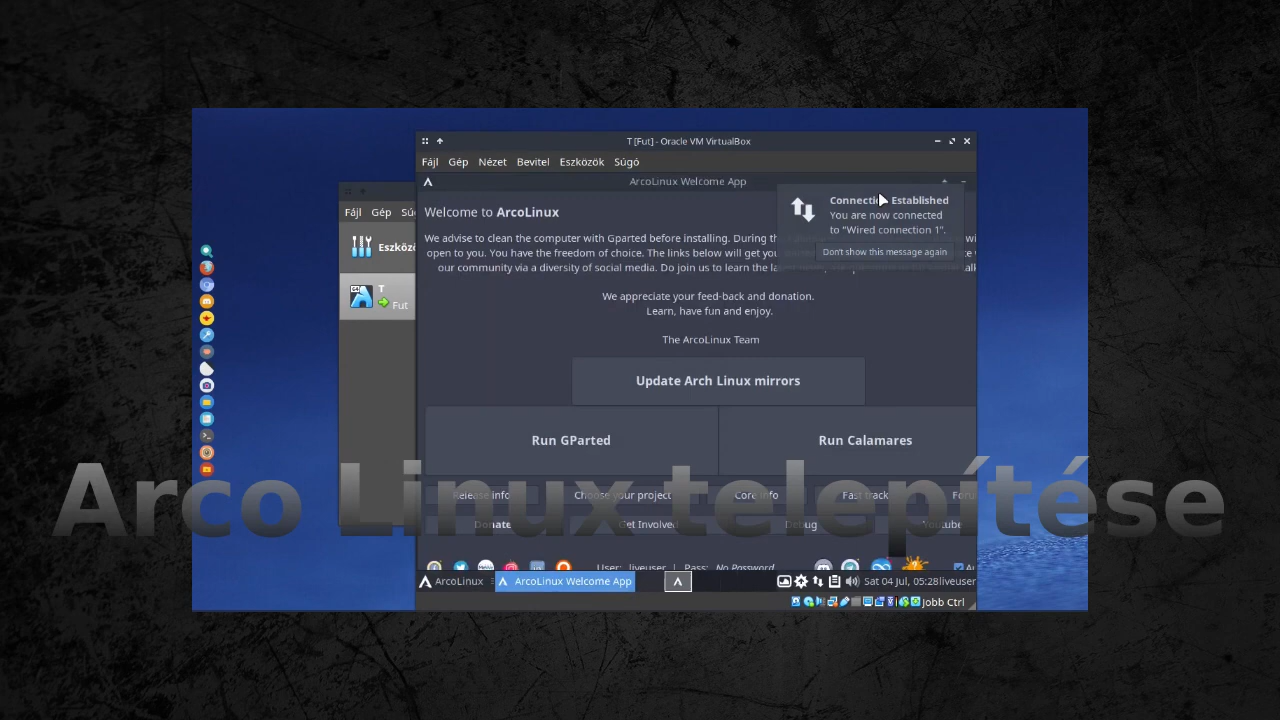 T [Fut] - Oracle VM VirtualBox
Fájl Gép Nézet Bevitel Eszközök Súgó
ArcoLinux Welcome App
Fájl Gép
Connection Established
You are now connected
to "Wired connection 1".
Don't show this message again
Welcome to ArcoLinux
We advise to clean the computer with Gparted before installing. During
open to you. You have the freedom of choice. The links below will get you
our community via a diversity of social media. Do join us to learn the
We appreciate your feed-back and donation.
Learn, have fun and enjoy.
The ArcoLinux Team
T
Fut
Update Arch Linux mirrors
Run GParted Run Calamares
Release info Choose your project Core info Fast track
Arco Linux telepítése
Donate Get Involved Debug Youtube
User: liveuser | Pass: No Password
ArcoLinux ArcoLinux Welcome App Sat 04 Jul, 05:28 liveuser
Jobb Ctrl